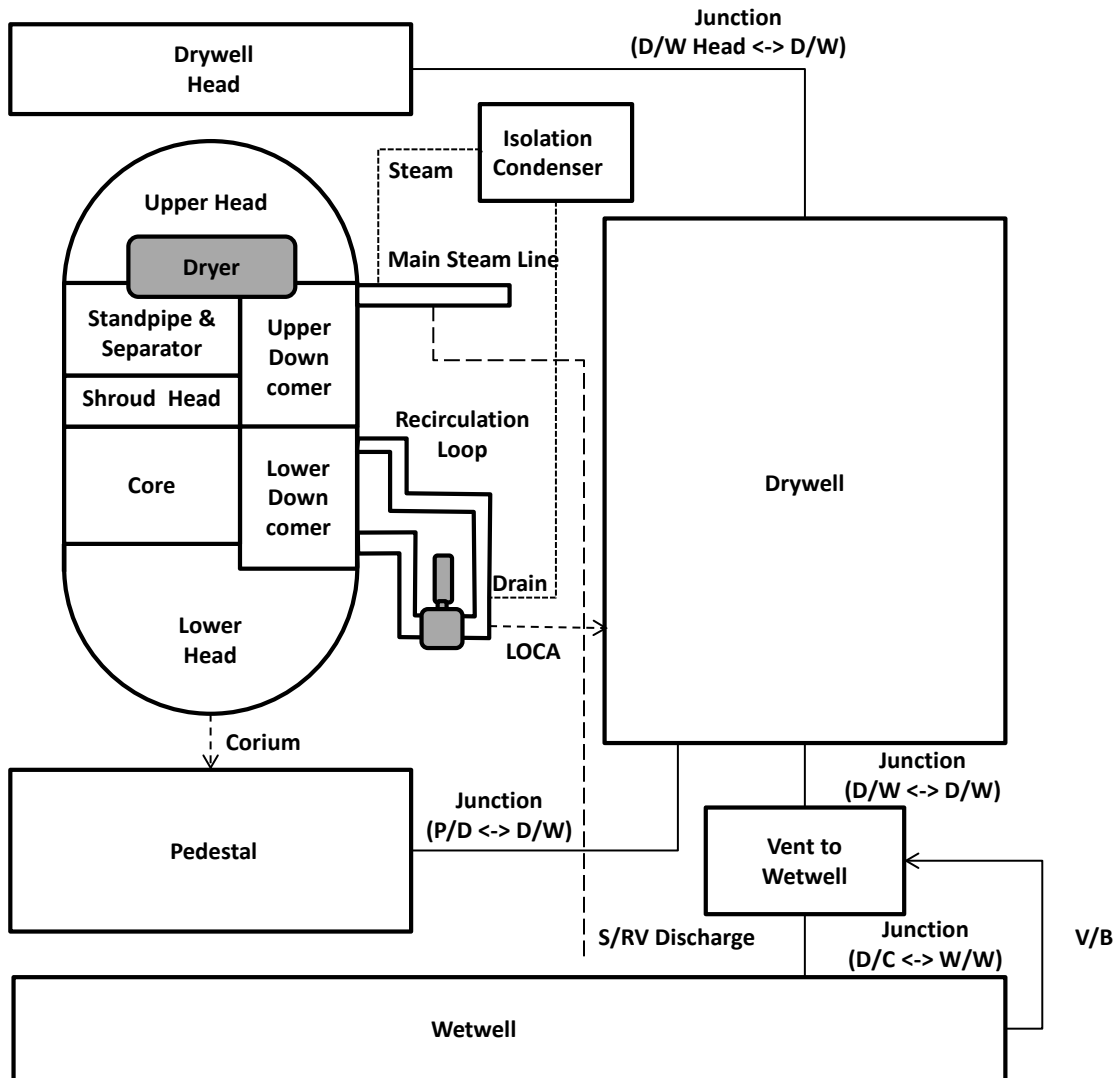 Junction
(D/W Head <-> D/W)
Drywell
Head
Isolation
Condenser
Steam
Upper Head
Dryer
Main Steam Line
Standpipe &
Separator
Upper
Down
comer
Shroud Head
Recirculation
Loop
Core
Lower
Down
comer
Drywell
Drain
Lower
Head
LOCA
Corium
Junction
(D/W <-> D/W)
Junction
(P/D <-> D/W)
Pedestal
Vent to
Wetwell
S/RV Discharge
Junction
(D/C <-> W/W)
V/B
Wetwell